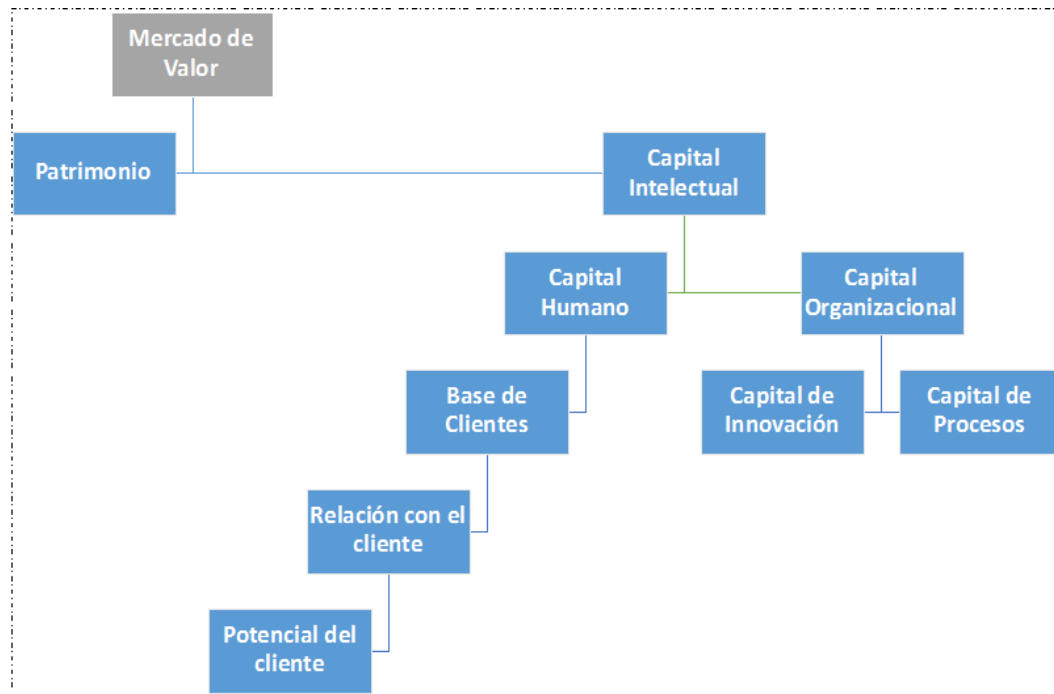 Mercado de
Valor
Patrimonio
Capital
Intelectual
Capital
Humano
Capital
Organizacional
Base de
Clientes
Capital de
Innovación
Capital de
Procesos
Relación con el
cliente
Potencial del
cliente